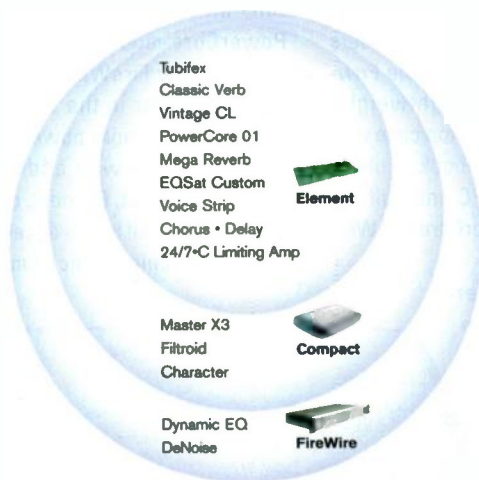 Tubifex
Classic Verb
Vintage CL
PowerCore 01
Mega Reverb
EQSat Custom
Voice Strip
Chorus • Delay
24/7•C Limiting Amp
Element
Master X3
Filtroid
Character
Compact
Dynamic EQ
DeNoise
FireWire